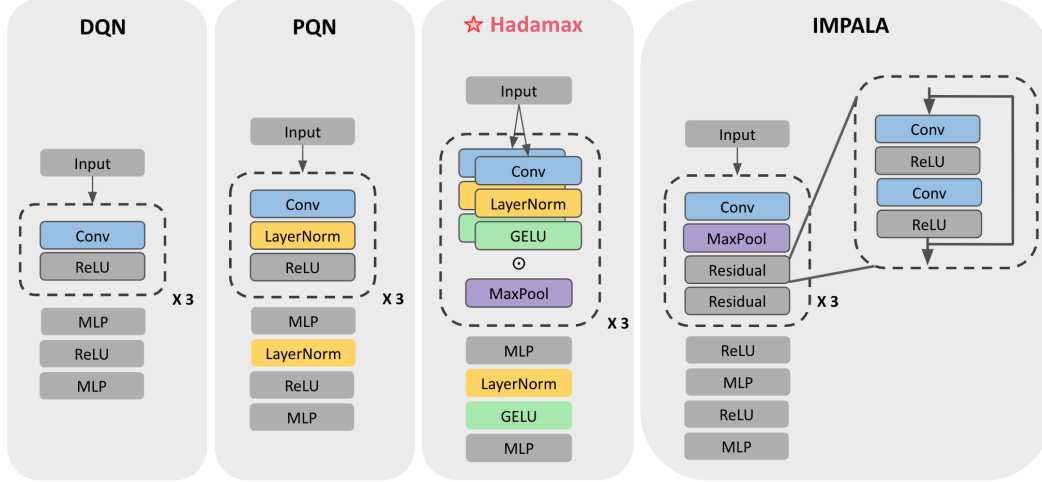 DQN
Input
Conv
ReLU
X 3
MLP
ReLU
MLP
PQN
Input
Conv
LayerNorm
ReLU
X 3
MLP
LayerNorm
ReLU
MLP
Hadamax
Input
Conv
LayerNorm
GELU
⊙
MaxPool
X 3
MLP
LayerNorm
GELU
MLP
IMPALA
Input
Conv
MaxPool
Residual
Residual
X 3
ReLU
MLP
ReLU
MLP
Conv
ReLU
Conv
ReLU